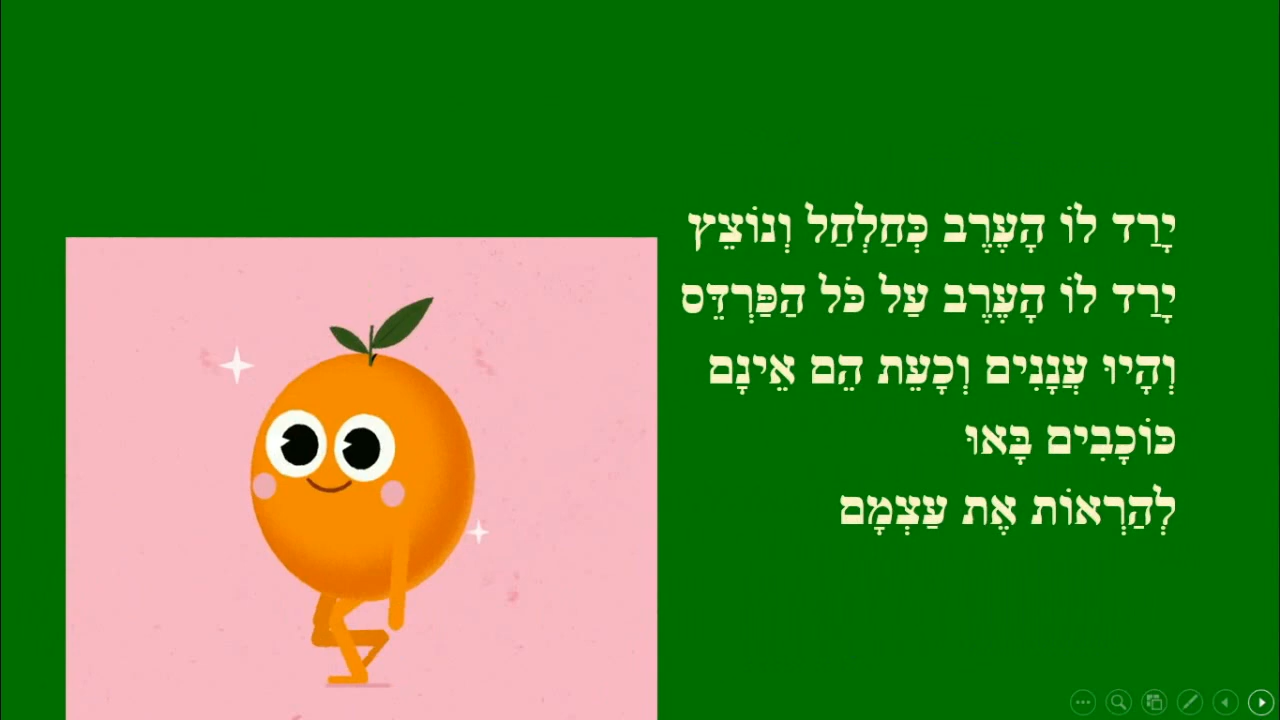 יָרַד לוֹ הָעֶרֶב כְּחַלְחַל וְנוֹצֵץ
יָרַד לוֹ הָעֶרֶב עַל כֹּל הַפַּרְדֵּס
וְהָיוּ עֲנָנִים וְכָעֵת הֵם אֵינָם
כּוֹכָבִים בָּאוּ
לְהַרְאוֹת אֶת עַצְמָם